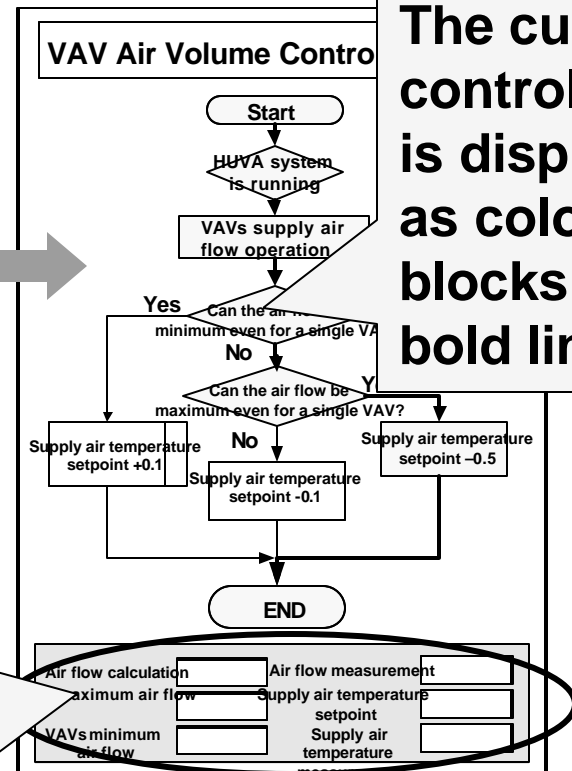 VAV Air Volume Contro
The cu
control
is disp
as colo
blocks
bold lin
Start
HUVA system
is running
VAVs supply air
flow operation
Yes
Can the air
minimum even for a single VA
No
Can the air flow be
maximum even for a single VAV?
Supply air temperature
setpoint +0.1
No
Supply air temperature
setpoint -0.1
Supply air temperature
setpoint –0.5
END
Air flow calculation
Air flow measurement
aximum air flow
Supply air temperature
setpoint
VAVs minimum
air flow
Supply air
temperature